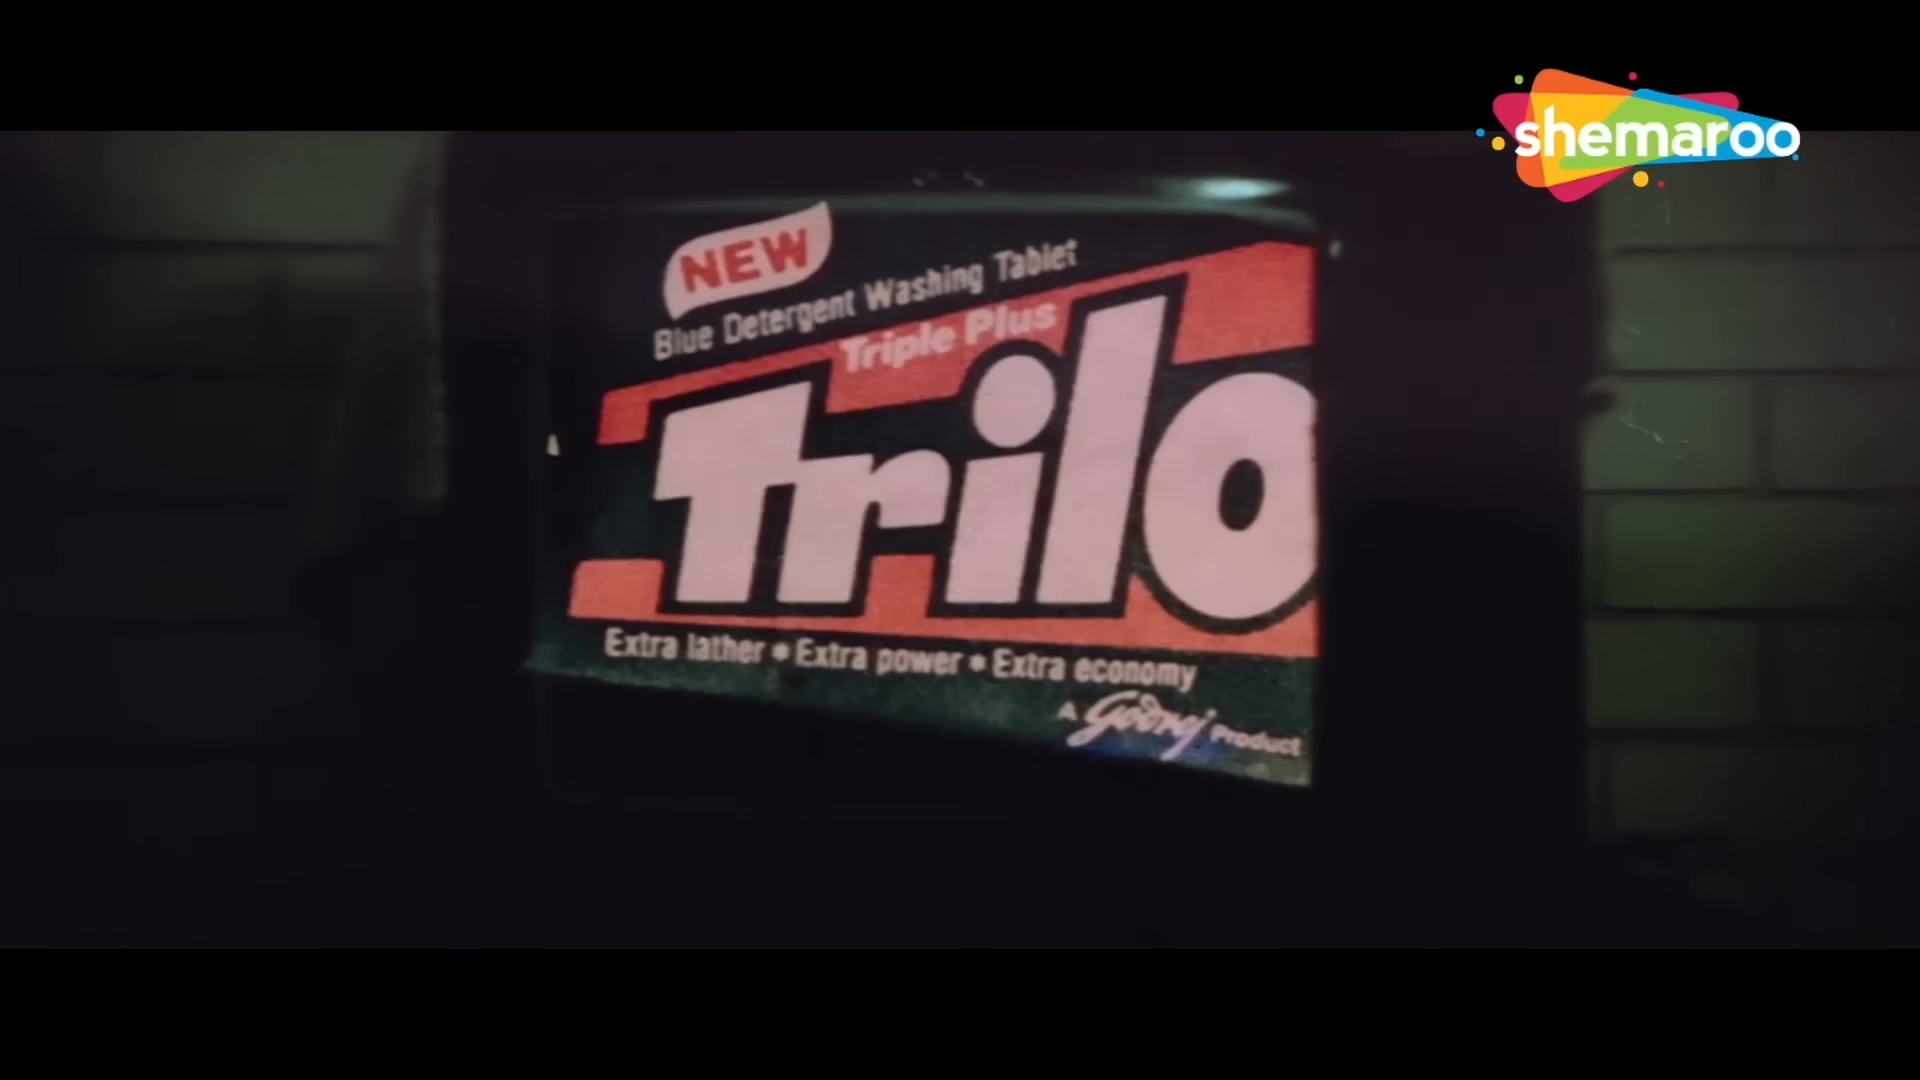 shemaroo
NEW
Blue Detergent Washing Tablet
Triple Plus
Trilo
Extra lather • Extra power • Extra economy
A Godrej Product